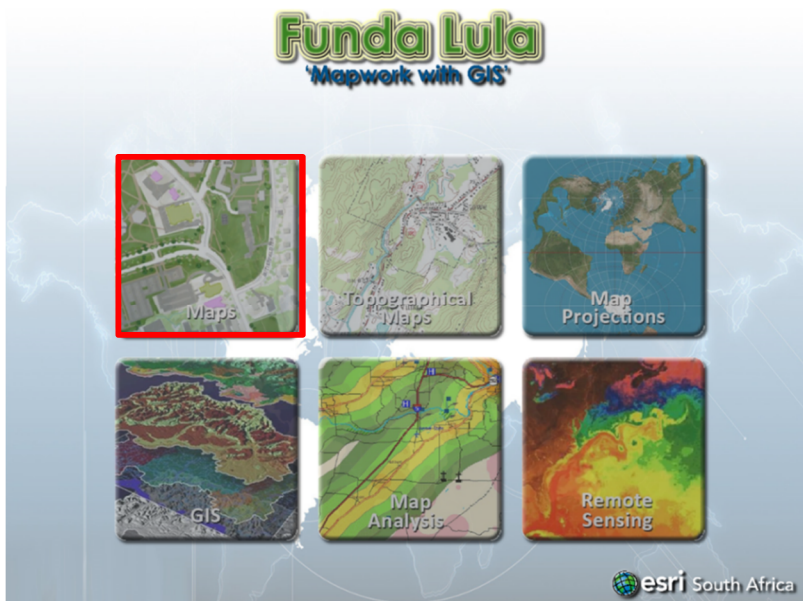 Funda Lula
'Mapwork with GIS'
Maps
Topographical
Maps
Map
Projections
GIS
Map
Analysis
Remote
Sensing
esri South Africa